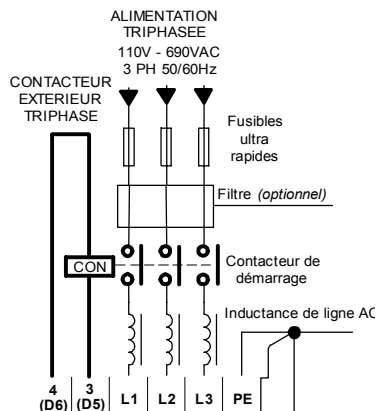 ALIMENTATION
TRIPHASEE
110V - 690VAC
3 PH 50/60Hz
CONTACTEUR
EXTERIEUR
TRIPHASE
Fusibles
ultra
rapides
Filtre (optionnel)
CON
Contacteur de
démarrage
Inductance de ligne AC
4 3 L1 L2 L3 PE
(D6) (D5)